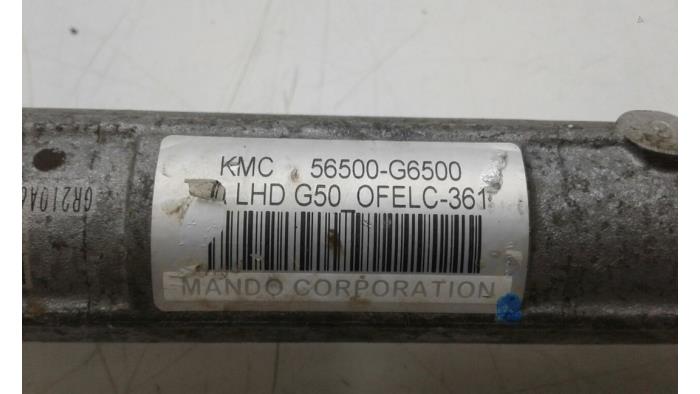 KMC 56500-G6500
LHD G50 OFELC-361
MANDO CORPORATION